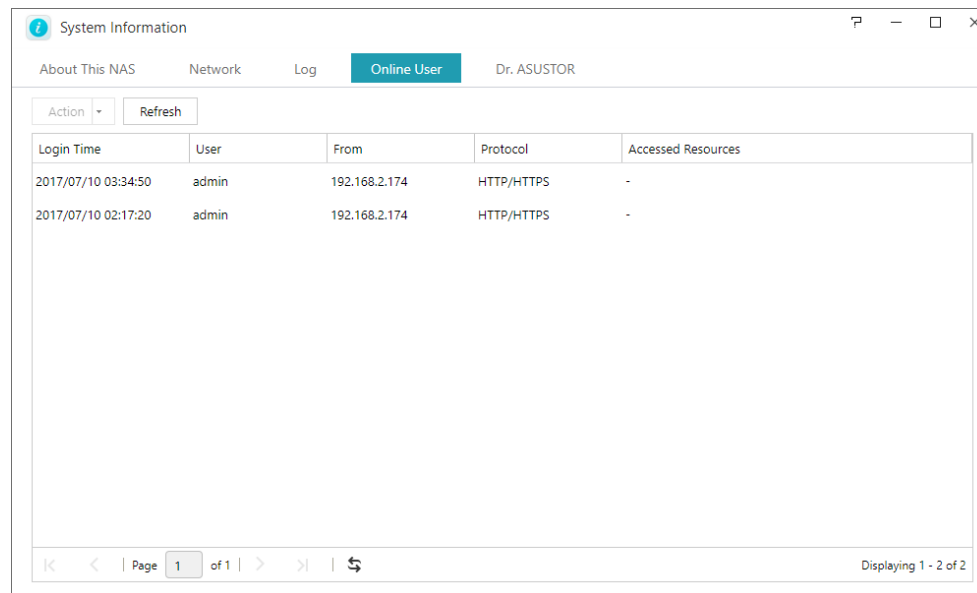 System Information
About This NAS Network Log Online User Dr. ASUSTOR
Action Refresh
Login Time User From Protocol Accessed Resources
2017/07/10 03:34:50 admin 192.168.2.174 HTTP/HTTPS -
2017/07/10 02:17:20 admin 192.168.2.174 HTTP/HTTPS -
Page 1 of 1 Displaying 1 - 2 of 2